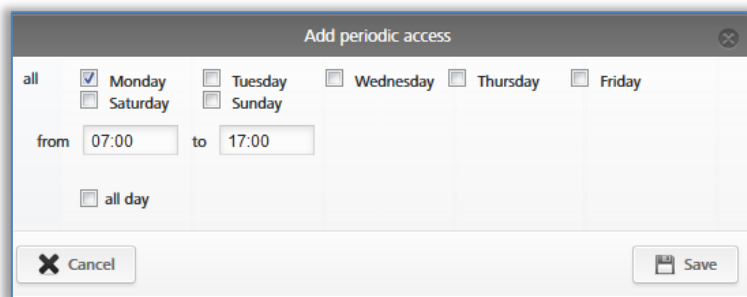 Add periodic access
all Monday Tuesday Wednesday Thursday Friday
Saturday Sunday
from 07:00 to 17:00
all day
Cancel Save